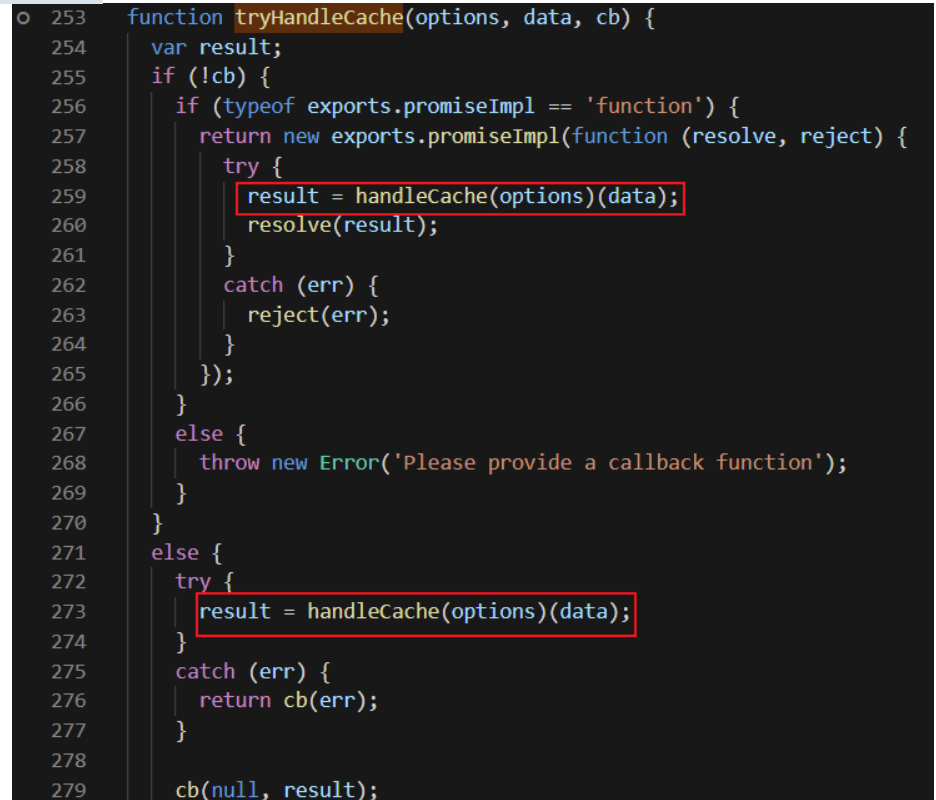 253 function tryHandleCache(options, data, cb) {
254 var result;
255 if (!cb) {
256 if (typeof exports.promiseImpl == 'function') {
257 return new exports.promiseImpl(function (resolve, reject) {
258 try {
259 result = handleCache(options)(data);
260 resolve(result);
261 }
262 catch (err) {
263 reject(err);
264 }
265 });
266 }
267 else {
268 throw new Error('Please provide a callback function');
269 }
270 }
271 else {
272 try {
273 result = handleCache(options)(data);
274 }
275 catch (err) {
276 return cb(err);
277 }
278
279 cb(null, result);